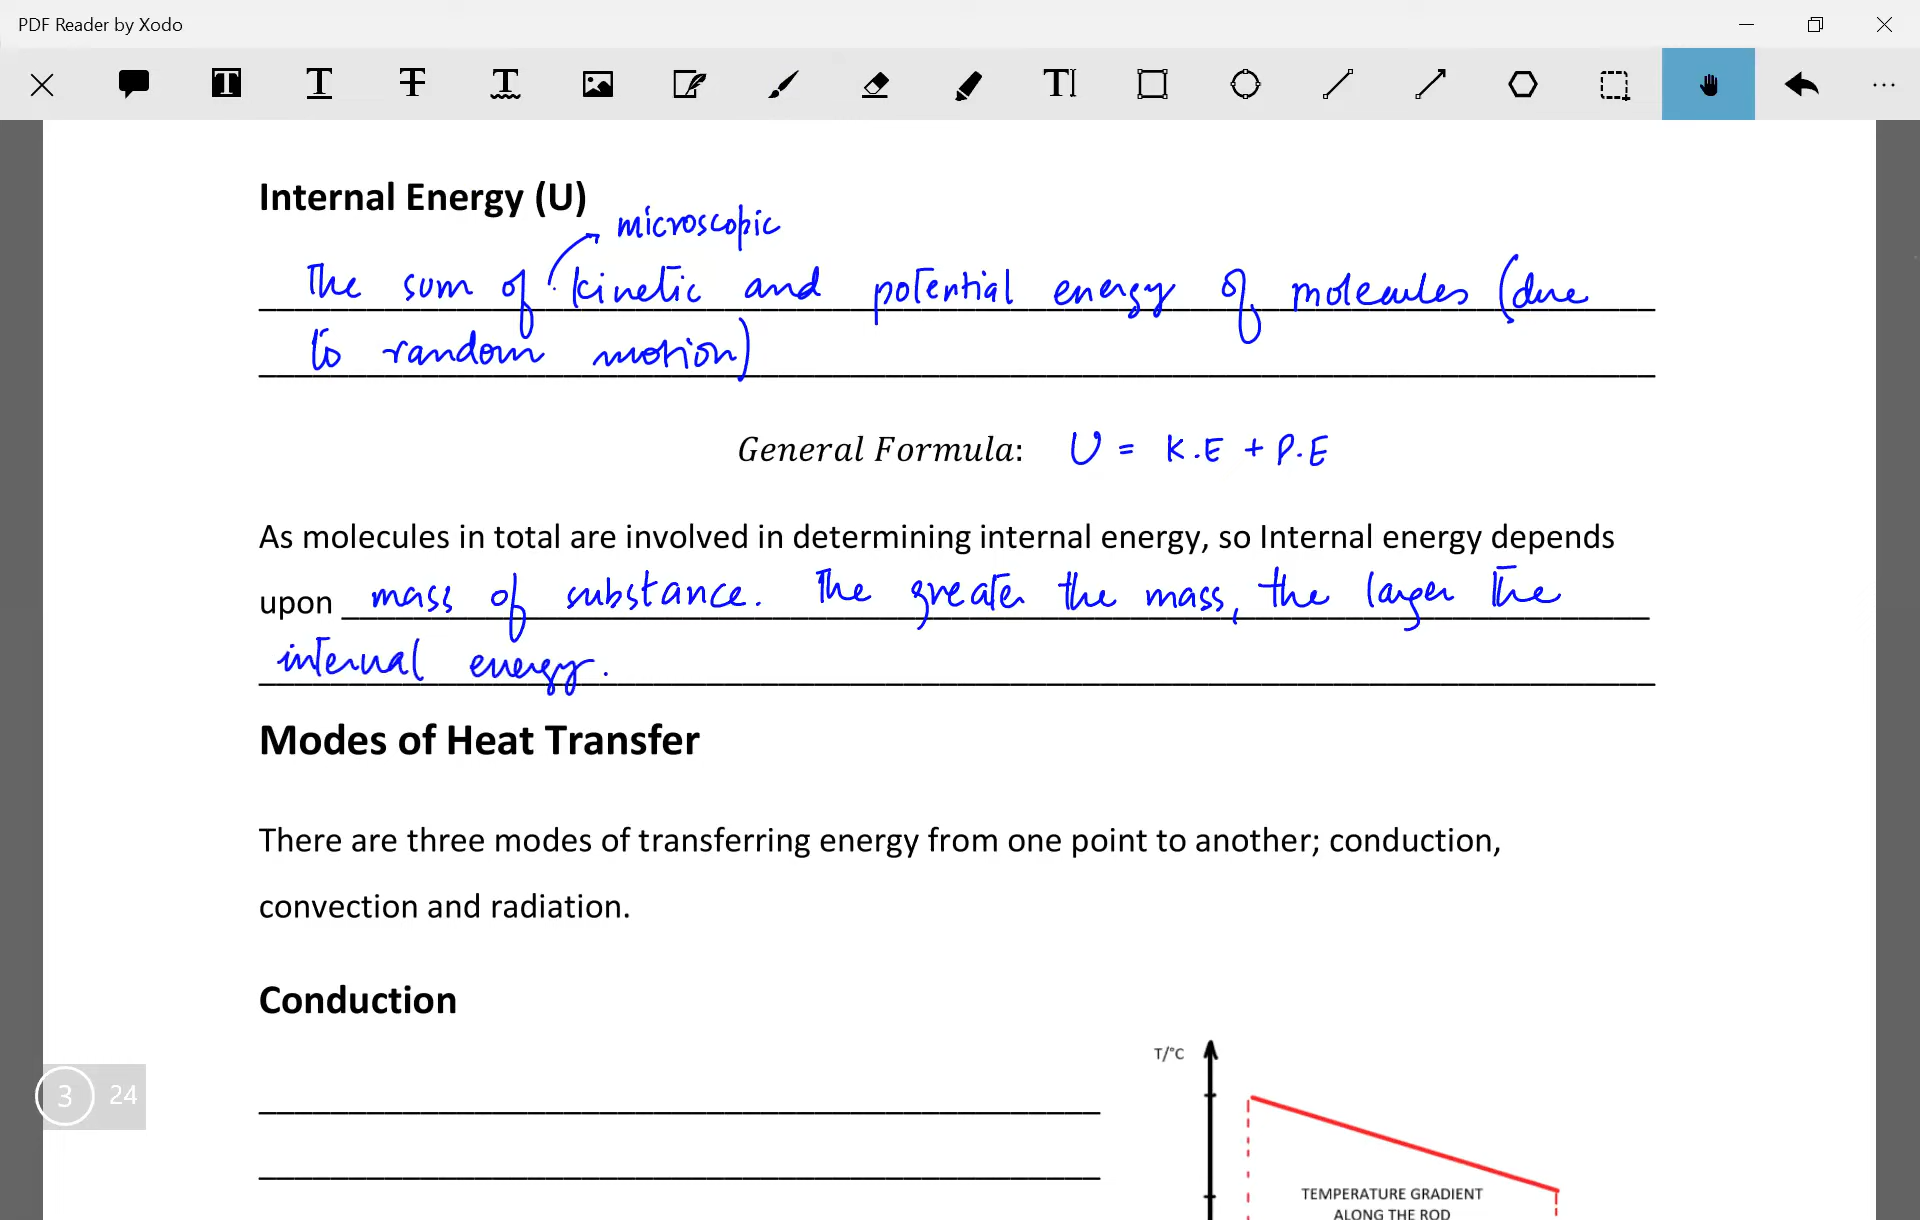 PDF Reader by Xodo
Internal Energy (U)
microscopic
The sum of kinetic and potential energy of molecules (due
to random motion)
General Formula: U = K.E + P.E
As molecules in total are involved in determining internal energy, so Internal energy depends
upon mass of substance. The greater the mass, the larger the
internal energy.
Modes of Heat Transfer
There are three modes of transferring energy from one point to another; conduction,
convection and radiation.
Conduction
T/°C
3 24
TEMPERATURE GRADIENT
ALONG THE ROD